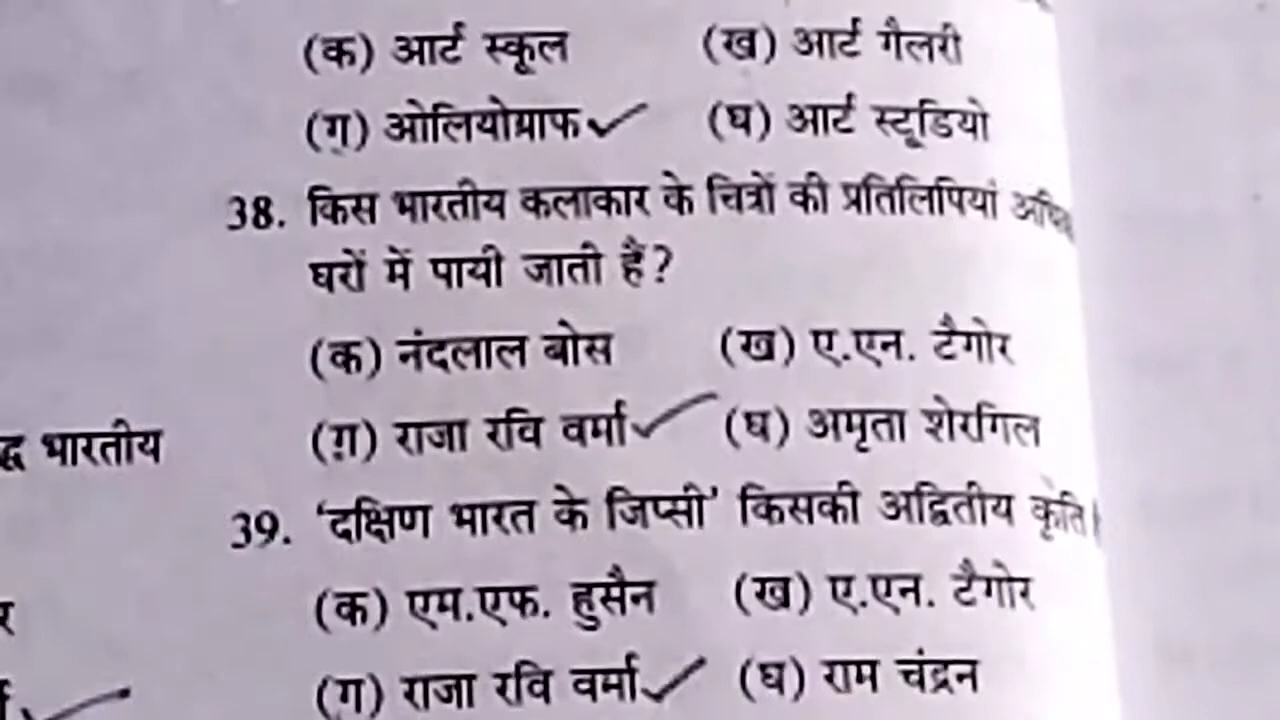 (क) आर्ट स्कूल (ख) आर्ट गैलरी
(ग) ओलियोग्राफ (घ) आर्ट स्टूडियो
38. किस भारतीय कलाकार के चित्रों की प्रतिलिपियां
घरों में पायी जाती हैं?
(क) नंदलाल बोस (ख) ए.एन. टैगोर
(ग) राजा रवि वर्मा (घ) अमृता शेरगिल
भारतीय
39. 'दक्षिण भारत के जिप्सी' किसकी अद्वितीय कृति
(क) एम.एफ. हुसैन (ख) ए.एन. टैगोर
(ग) राजा रवि वर्मा (घ) राम चंद्रन